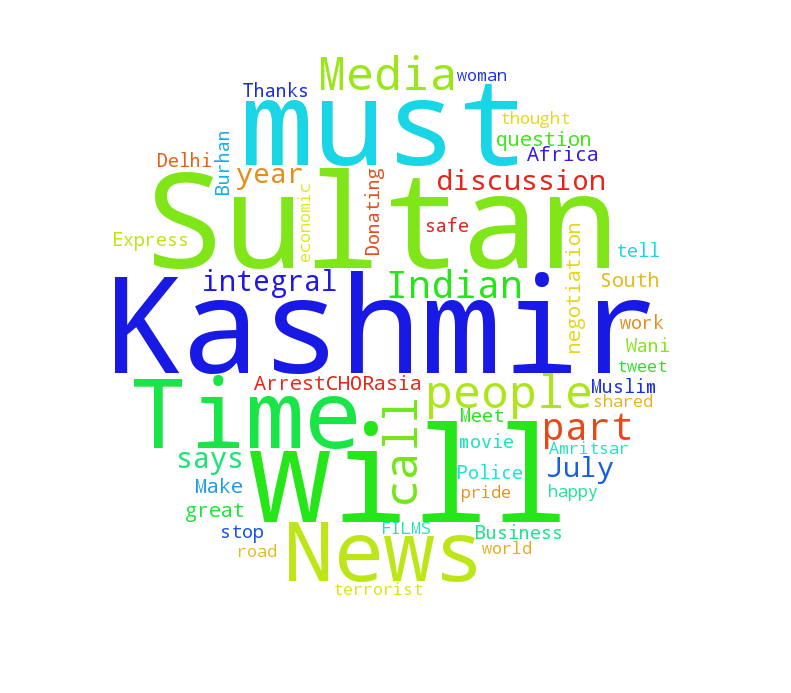 Media
woman
Thanks
must
thought
question
Delhi
Burhan
Africa
year
Donating
discussion
Sultan
economic
safe
Express
negotiation
tell
integral
Indian
South
Kashmir
work
Wani
Time
ArrestCHORasia
people
Muslim
tweet
shared
call
Meet
part
says
movie
Amritsar
Will
Police
July
Make
pride
happy
great
stop
FILMS
Business
News
road
world
terrorist